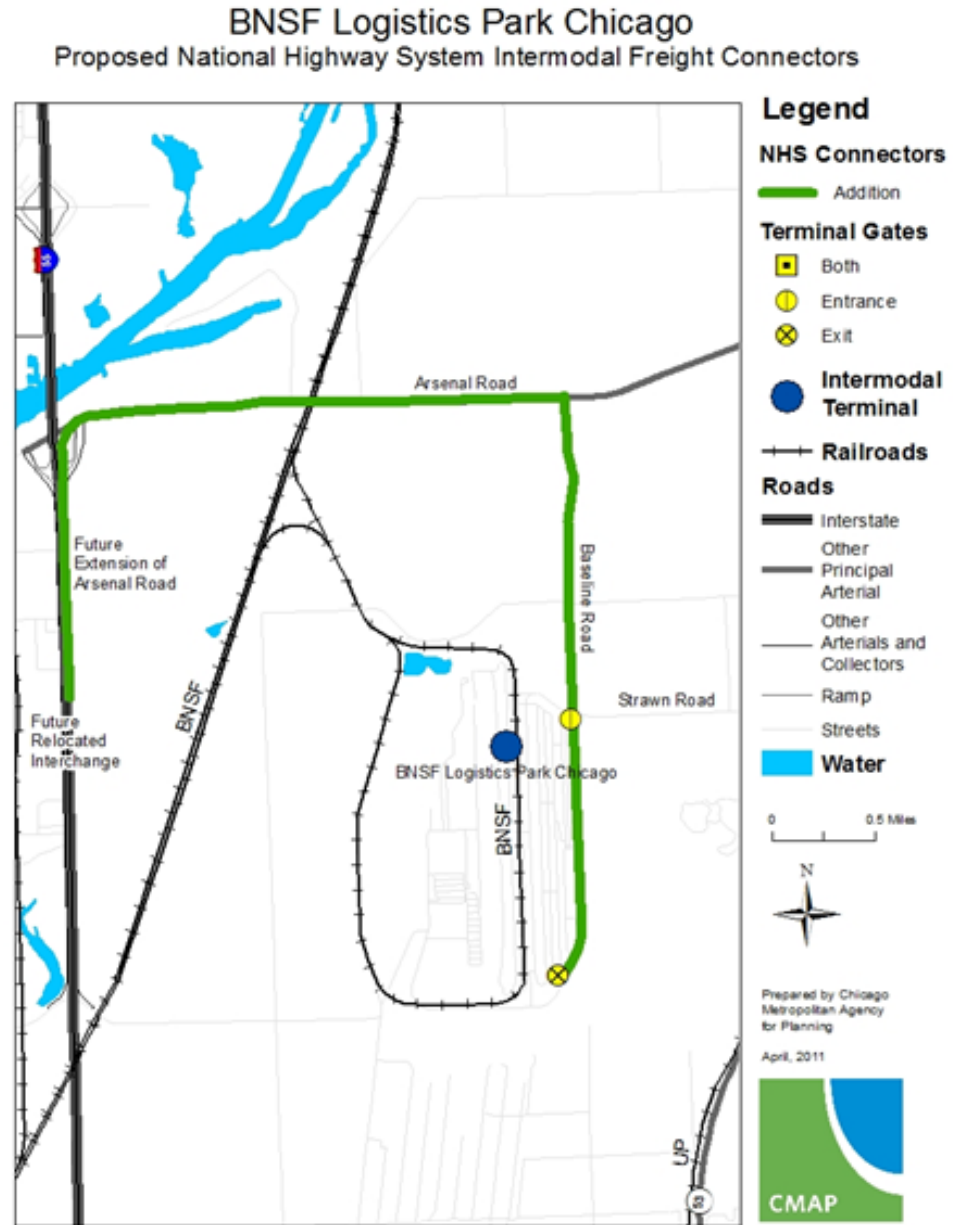 BNSF Logistics Park Chicago
Proposed National Highway System Intermodal Freight Connectors
Legend
NHS Connectors
Addition
Terminal Gates
Both
Entrance
Exit
Intermodal
Terminal
Railroads
Roads
Interstate
Other
Principal
Arterial
Other
Arterials and
Collectors
Ramp
Streets
Water
0 0.5 Miles
N
Prepared by Chicago
Metropolitan Agency
for Planning
April, 2011
CMAP
55
Arsenal Road
Future
Extension of
Arsenal Road
Baseline Road
BNSF
Strawn Road
Future
Relocated
Interchange
BNSF Logistics Park Chicago
BNSF
UP
53